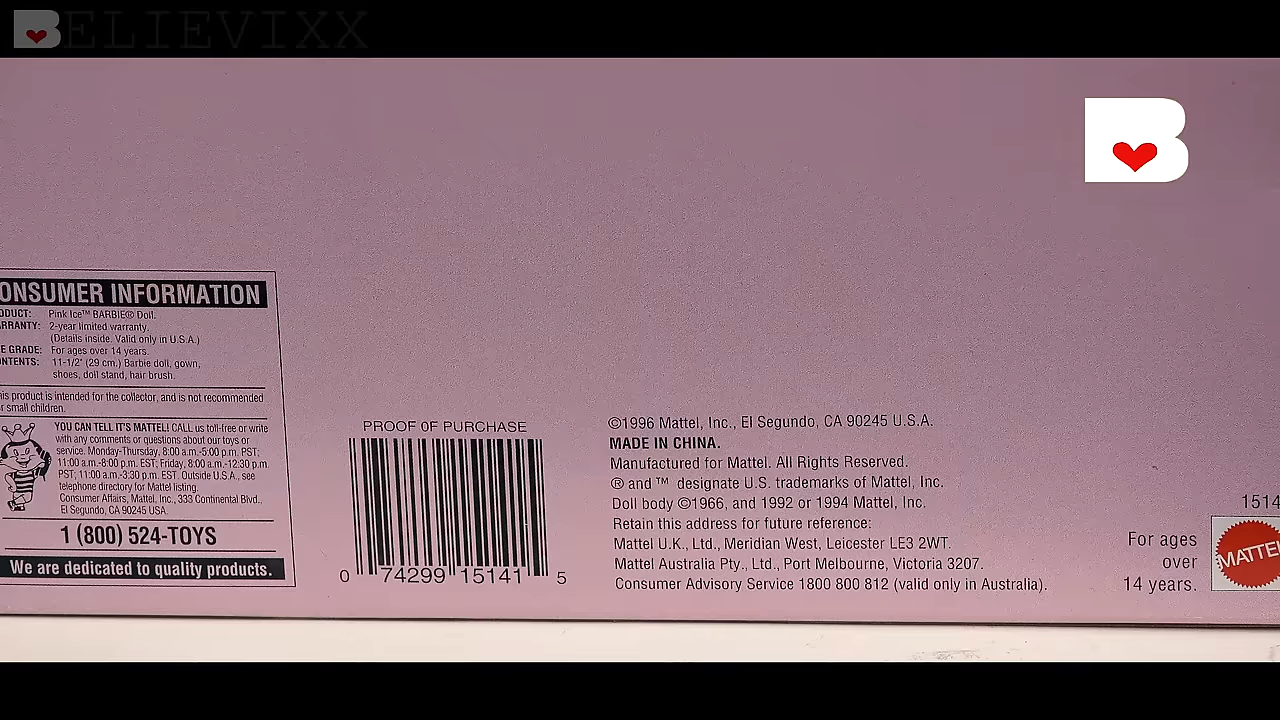 BELIEVIXX
B
ONSUMER INFORMATION
ODUCT: Pink Ice™ BARBIE® Doll.
ARRANTY: 2-year limited warranty.
(Details inside. Valid only in U.S.A.)
E GRADE: For ages over 14 years.
ONTENTS: 11-1/2" (29 cm.) Barbie doll, gown,
shoes, doll stand, hair brush.
his product is intended for the collector, and is not recommended
r small children.
YOU CAN TELL IT'S MATTEL! CALL us toll-free or write
with any comments or questions about our toys or
service. Monday-Thursday, 8:00 a.m.-5:00 p.m. PST;
11:00 a.m.-8:00 p.m. EST; Friday, 8:00 a.m.-12:30 p.m.
PST; 11:00 a.m.-3:30 p.m. EST. Outside U.S.A., see
telephone directory for Mattel listing.
Consumer Affairs, Mattel, Inc., 333 Continental Blvd.,
El Segundo, CA 90245 USA.
1 (800) 524-TOYS
We are dedicated to quality products.
PROOF OF PURCHASE
0 74299 15141 5
©1996 Mattel, Inc., El Segundo, CA 90245 U.S.A.
MADE IN CHINA.
Manufactured for Mattel. All Rights Reserved.
® and ™ designate U.S. trademarks of Mattel, Inc.
Doll body ©1966, and 1992 or 1994 Mattel, Inc.
Retain this address for future reference:
Mattel U.K., Ltd., Meridian West, Leicester LE3 2WT.
Mattel Australia Pty., Ltd., Port Melbourne, Victoria 3207.
Consumer Advisory Service 1800 800 812 (valid only in Australia).
1514
For ages
over
14 years.
MATTEL